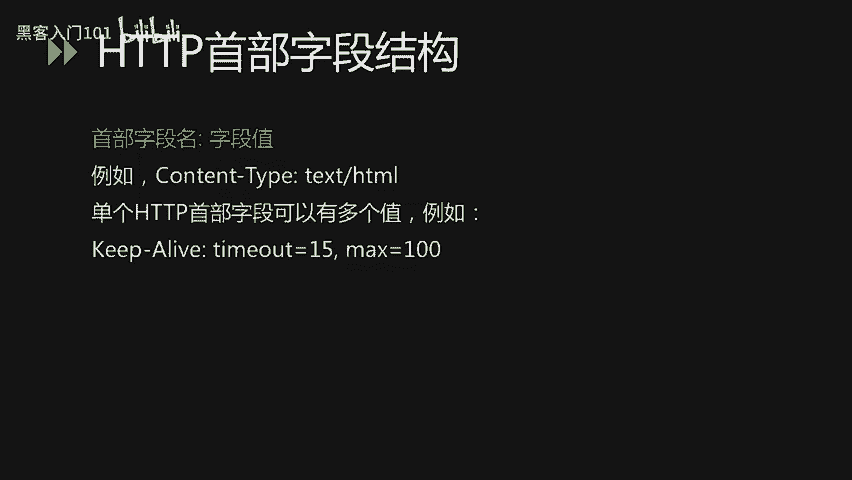 黑客入门101 bilibili
HTTP首部字段结构
首部字段名: 字段值
例如，Content-Type: text/html
单个HTTP首部字段可以有多个值，例如：
Keep-Alive: timeout=15, max=100